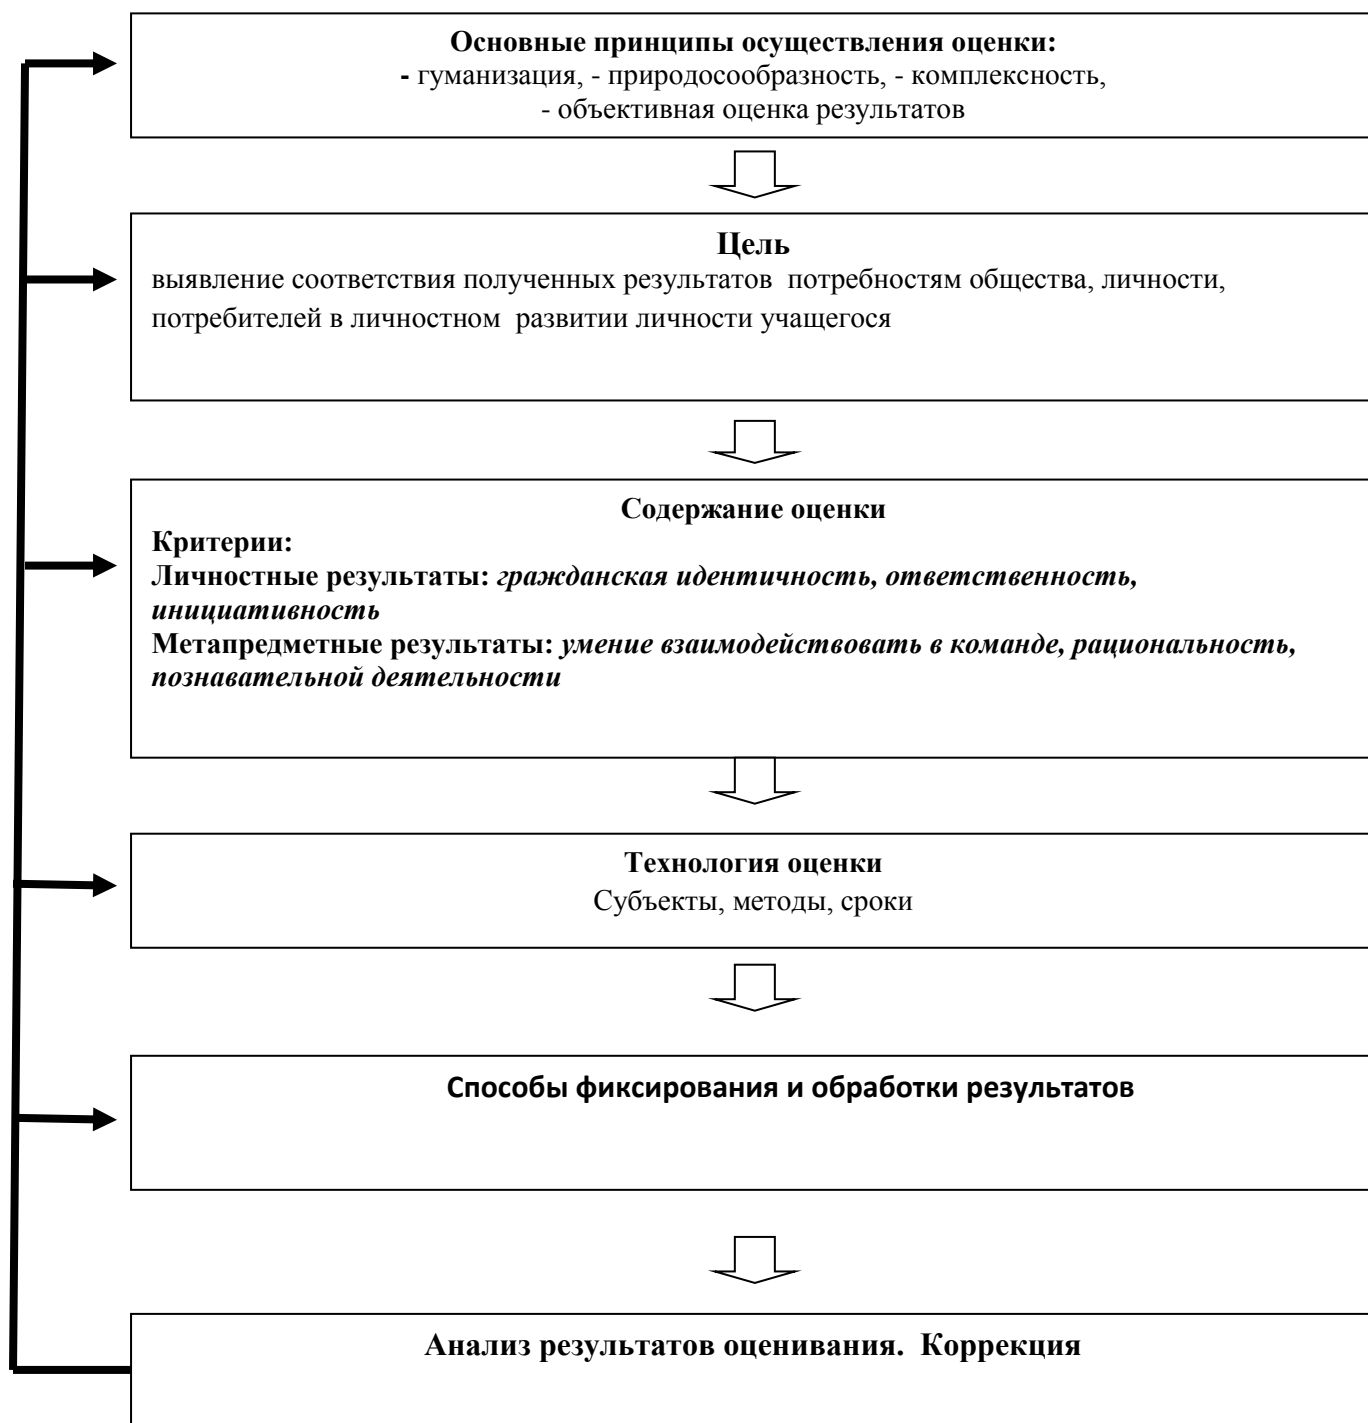 Основные принципы осуществления оценки:
- гуманизация, - природосообразность, - комплексность,
- объективная оценка результатов
Цель
выявление соответствия полученных результатов потребностям общества, личности,
потребителей в личностном развитии личности учащегося
Содержание оценки
Критерии:
Личностные результаты: гражданская идентичность, ответственность,
инициативность
Метапредметные результаты: умение взаимодействовать в команде, рациональность,
познавательной деятельности
Технология оценки
Субъекты, методы, сроки
Способы фиксирования и обработки результатов
Анализ результатов оценивания. Коррекция